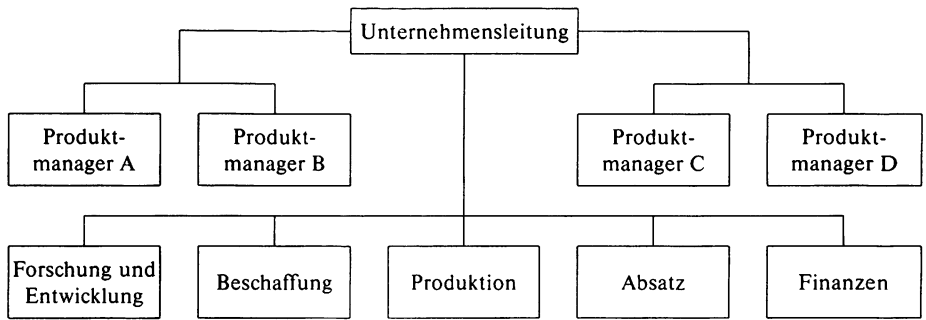 Unternehmensleitung
Produkt-
manager A
Produkt-
manager B
Produkt-
manager C
Produkt-
manager D
Forschung und
Entwicklung
Beschaffung
Produktion
Absatz
Finanzen